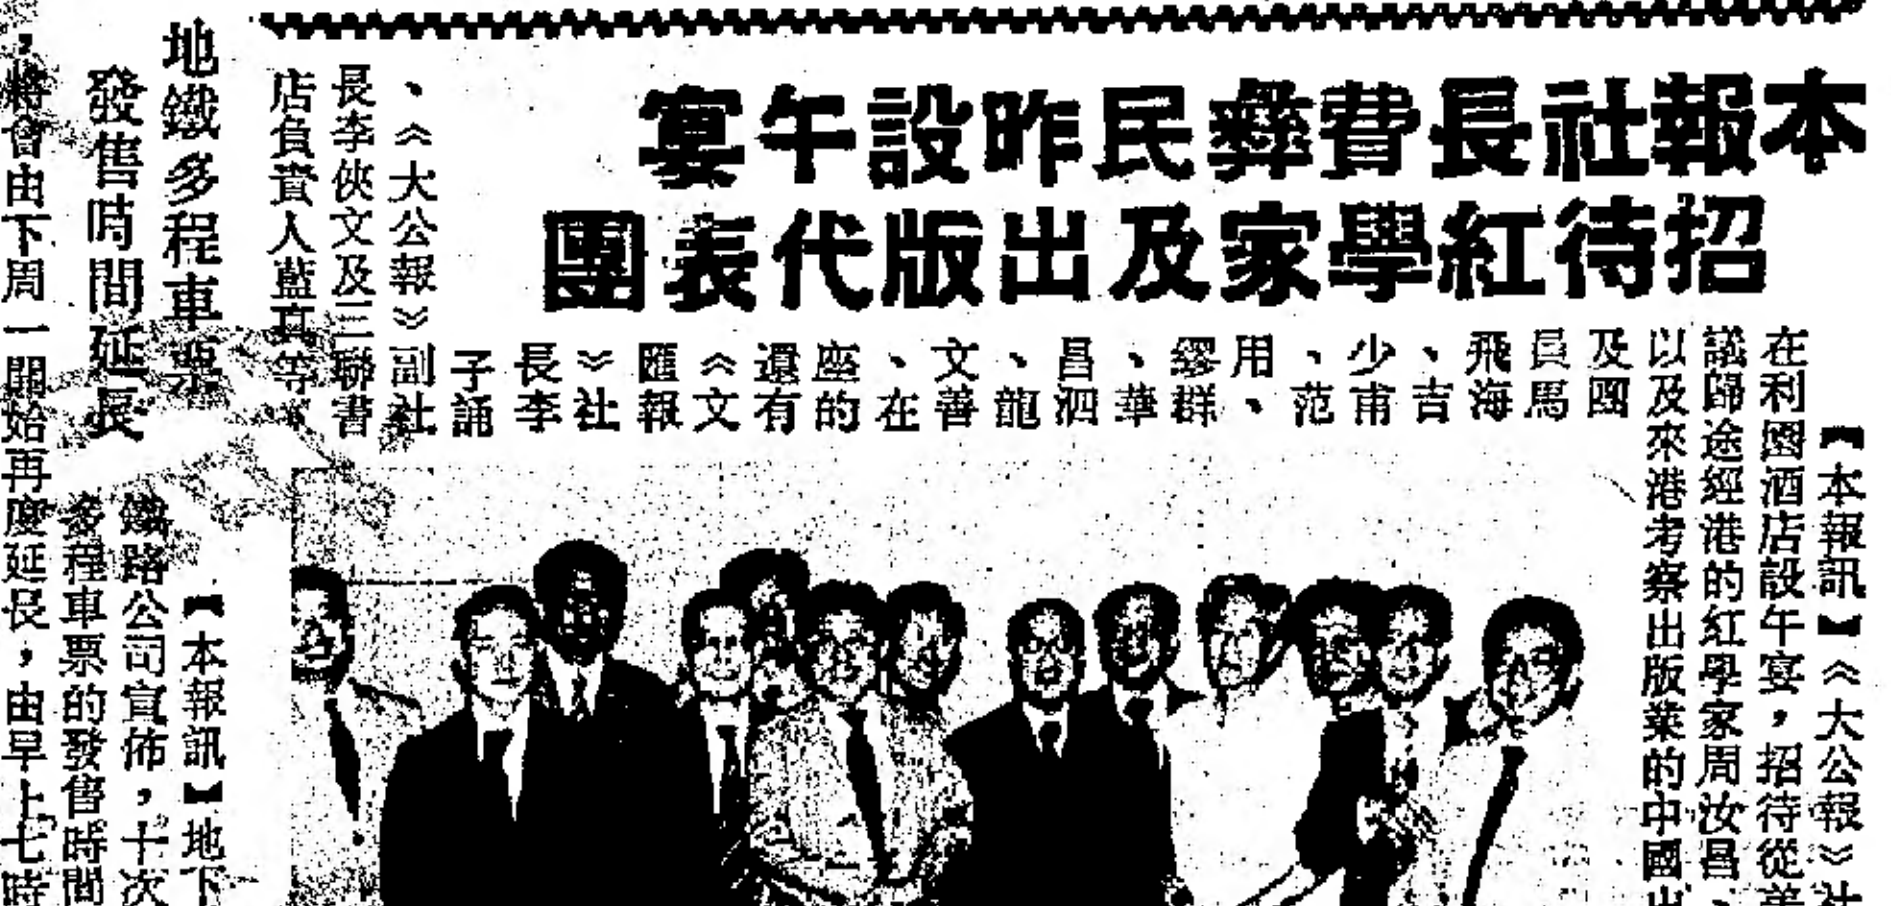 本報社長費彝民昨設午宴
招待紅學家及出版代表團
【本報訊】《大公報》社
在利園酒店設午宴，招待從美
議歸途經港的紅學家周汝昌、
以及來港考察出版業的中國出
及國
員馬
飛海
、吉
少甫
、范
用、
繆群
、華
昌泗
、龍
文善
、在
座的
還有
《文
匯報
》社
長李
子誦
、《大公報》副社
長李俠文及三聯書
店負責人藍真等。
地鐵多程車票
發售時間延長
【本報訊】地下
鐵路公司宣佈，十次
多程車票的發售時間
，將會由下周一開始再度延長，由早上七時